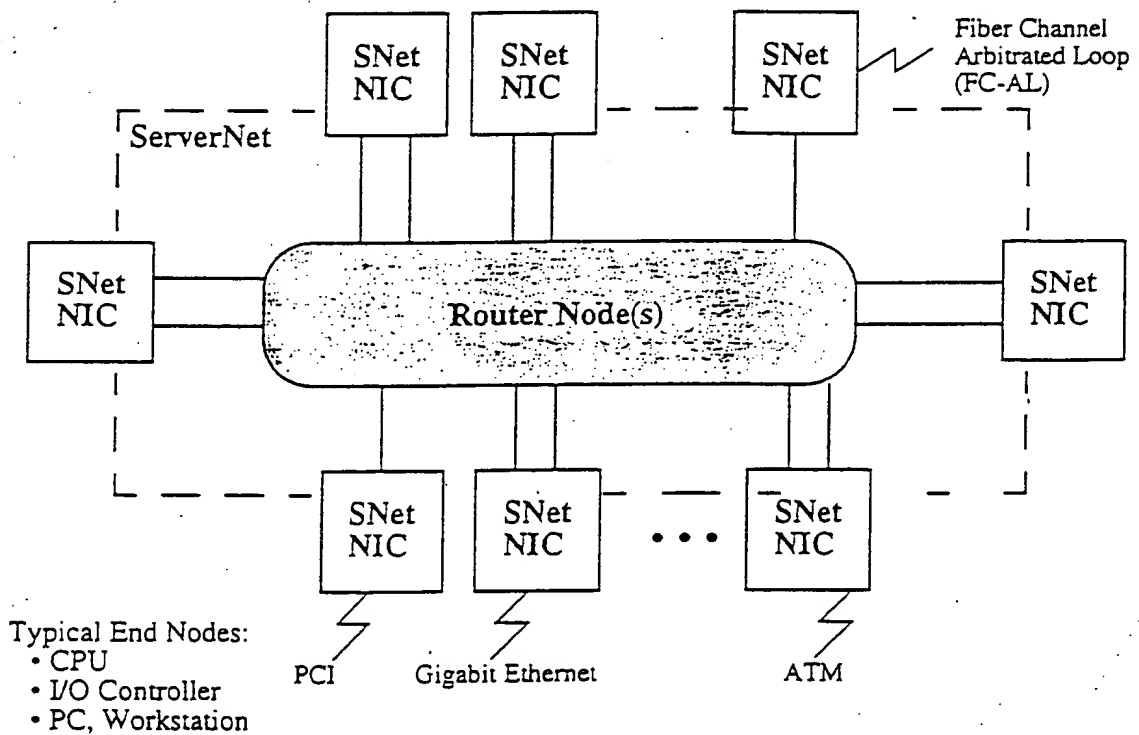 SNet
NIC
SNet
NIC
SNet
NIC
Fiber Channel
Arbitrated Loop
(FC-AL)
ServerNet
SNet
NIC
Router Node(s)
SNet
NIC
SNet
NIC
SNet
NIC
• • •
SNet
NIC
Typical End Nodes:
• CPU
• I/O Controller
• PC, Workstation
PCI
Gigabit Ethernet
ATM